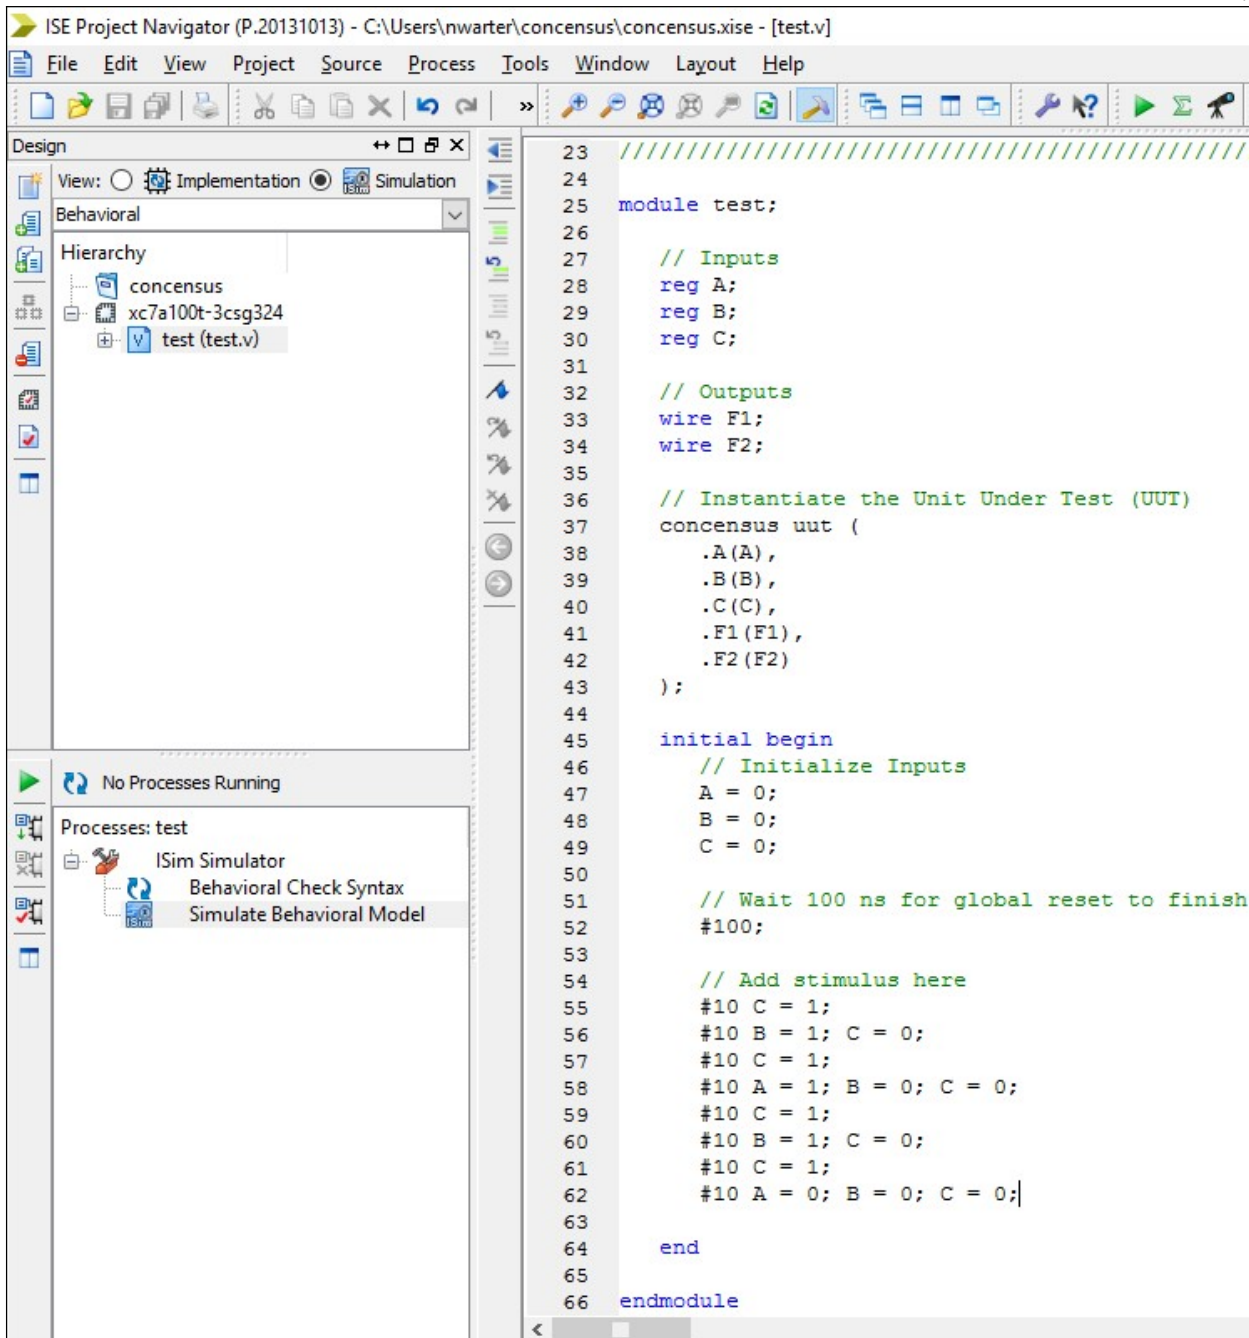 ISE Project Navigator (P.20131013) - C:\Users\nwarter\concensus\concensus.xise - [test.v]
File Edit View Project Source Process Tools Window Layout Help
Design
View: Implementation Simulation
Behavioral
Hierarchy
concensus
xc7a100t-3csg324
test (test.v)
No Processes Running
Processes: test
ISim Simulator
Behavioral Check Syntax
Simulate Behavioral Model
23 ///////////////////////////////////////////////
24
25 module test;
26
27 // Inputs
28 reg A;
29 reg B;
30 reg C;
31
32 // Outputs
33 wire F1;
34 wire F2;
35
36 // Instantiate the Unit Under Test (UUT)
37 concensus uut (
38 .A(A),
39 .B(B),
40 .C(C),
41 .F1(F1),
42 .F2(F2)
43 );
44
45 initial begin
46 // Initialize Inputs
47 A = 0;
48 B = 0;
49 C = 0;
50
51 // Wait 100 ns for global reset to finish
52 #100;
53
54 // Add stimulus here
55 #10 C = 1;
56 #10 B = 1; C = 0;
57 #10 C = 1;
58 #10 A = 1; B = 0; C = 0;
59 #10 C = 1;
60 #10 B = 1; C = 0;
61 #10 C = 1;
62 #10 A = 0; B = 0; C = 0;
63
64 end
65
66 endmodule